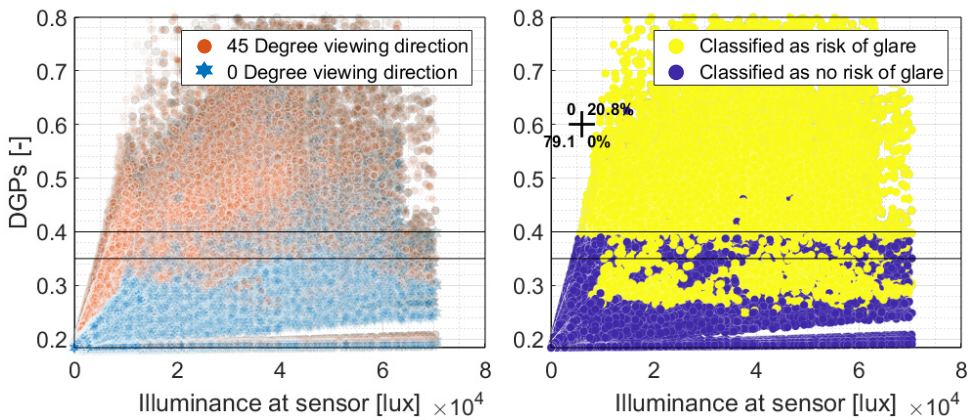 0.8
0.7
0.6
0.5
0.4
0.3
0.2
DGPs [-]
45 Degree viewing direction
0 Degree viewing direction
0 2 4 6 8
Illuminance at sensor [lux] ×10⁴
0.8
0.7
0.6
0.5
0.4
0.3
0.2
Classified as risk of glare
Classified as no risk of glare
0 20.8%
79.1 0%
0 2 4 6 8
Illuminance at sensor [lux] ×10⁴